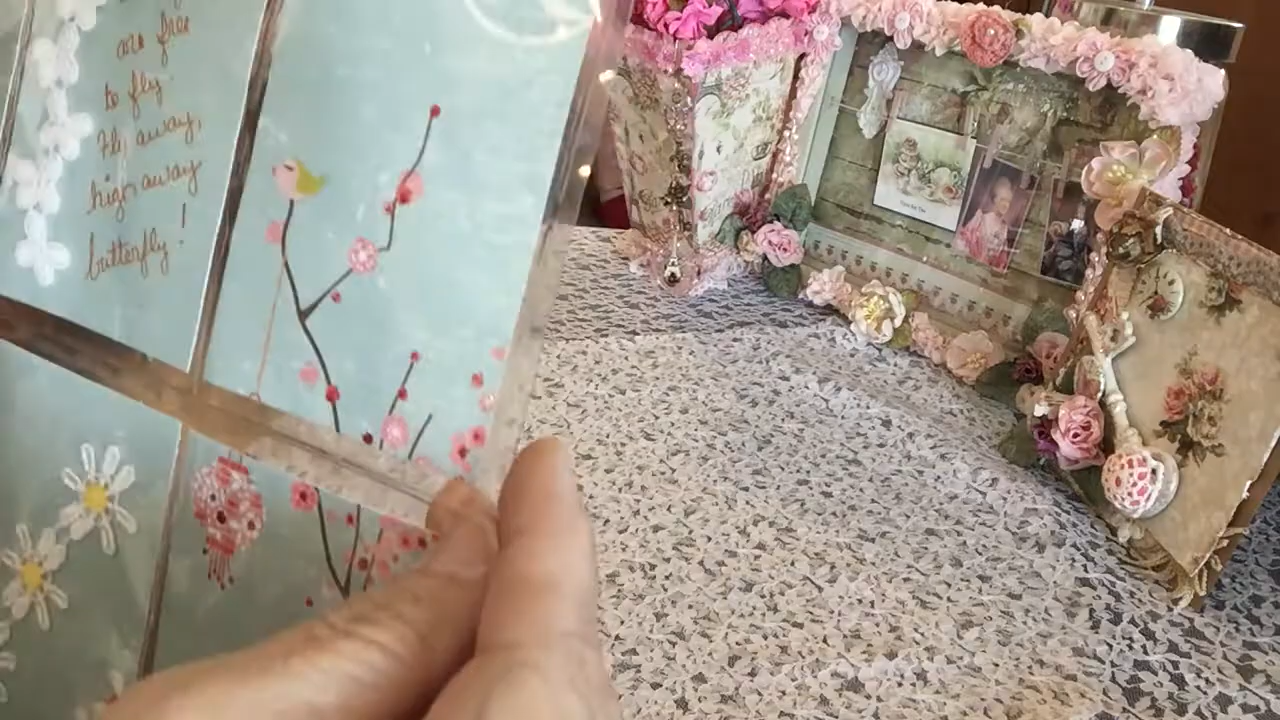 are free
to fly.
Fly away,
high away
butterfly!